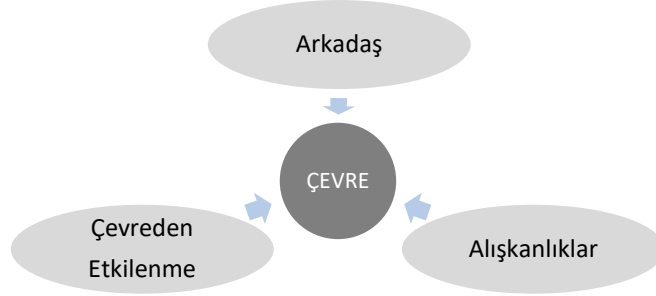 Arkadaş
ÇEVRE
Çevreden
Etkilenme
Alışkanlıklar